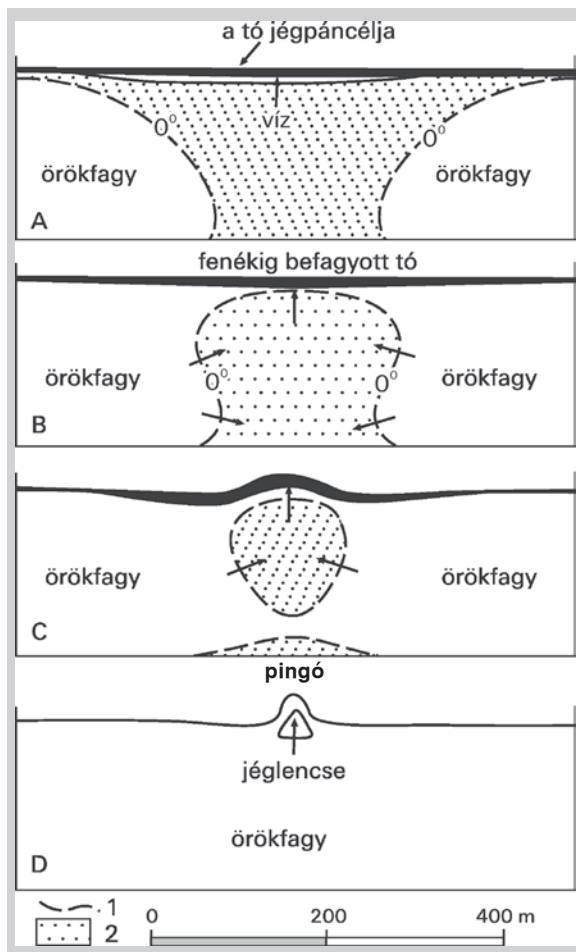 a tó jégpáncélja
víz
0° 0°
örökfagy örökfagy
A
fenékig befagyott tó
örökfagy örökfagy
0° 0°
B
örökfagy örökfagy
C
pingó
jéglencse
örökfagy
D
1
2
0 200 400 m